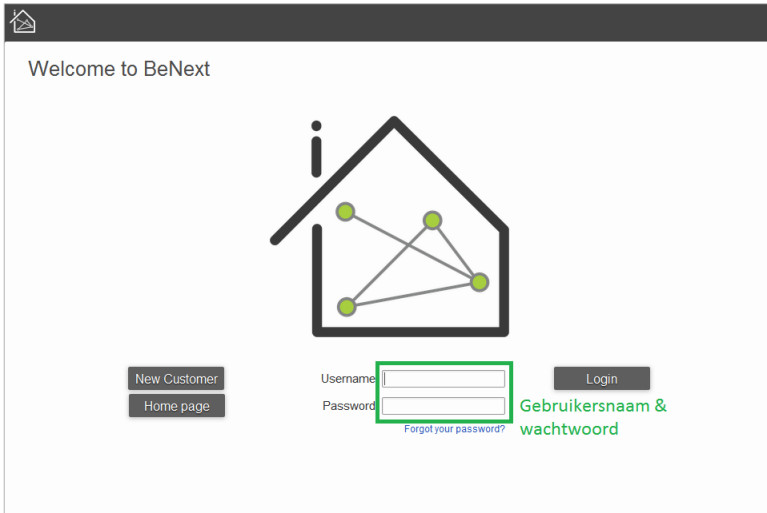 Welcome to BeNext
New Customer
Username
Login
Home page
Password
Gebruikersnaam &
wachtwoord
Forgot your password?